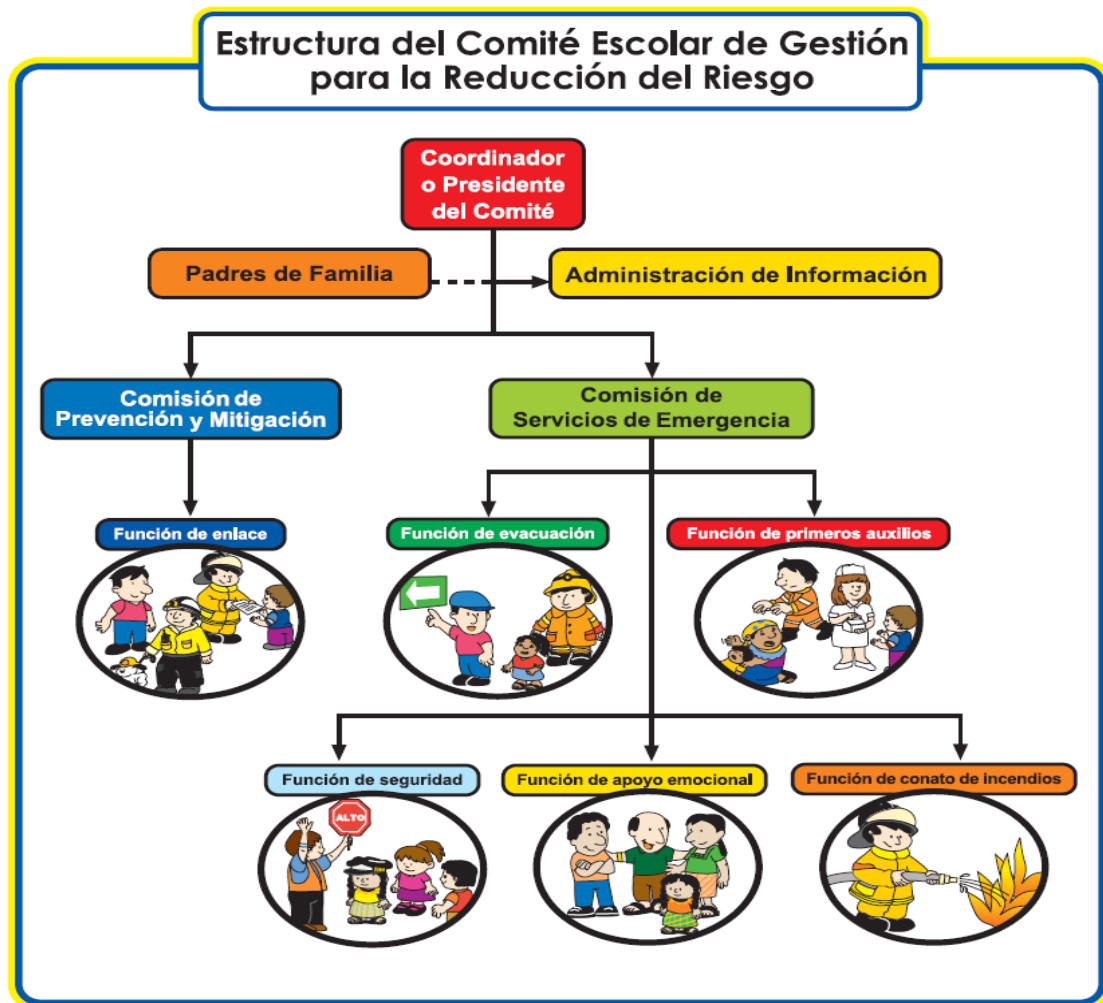 Estructura del Comité Escolar de Gestión
para la Reducción del Riesgo
Coordinador
o Presidente
del Comité
Padres de Familia
Administración de Información
Comisión de
Prevención y Mitigación
Comisión de
Servicios de Emergencia
Función de enlace
Función de evacuación
Función de primeros auxilios
Función de seguridad
Función de apoyo emocional
Función de conato de incendios
ALTO